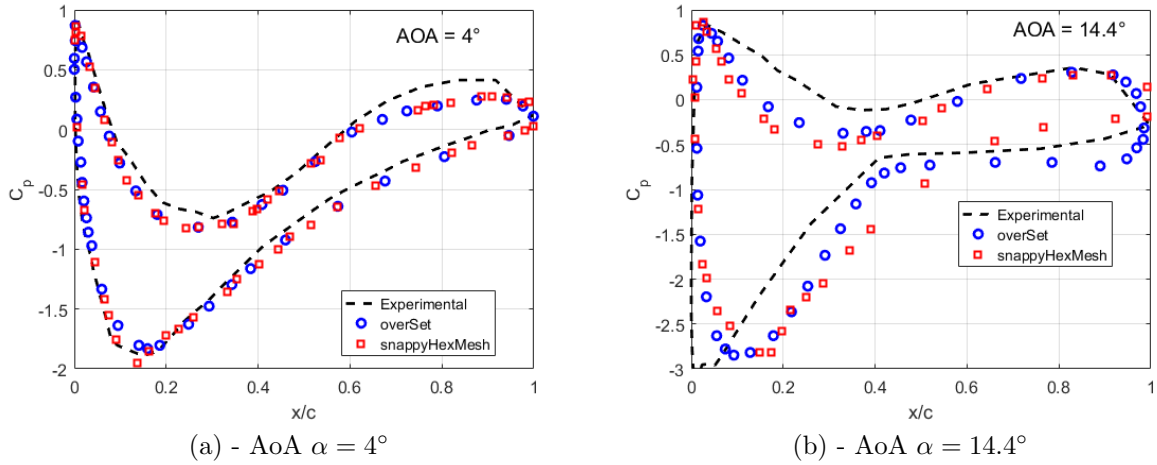 1
0.5
0
-0.5
-1
-1.5
-2
C_p
AOA = 4°
Experimental
overSet
snappyHexMesh
0
0.2
0.4
0.6
0.8
1
x/c
(a) - AoA α = 4°
1
0.5
0
-0.5
-1
-1.5
-2
-2.5
-3
C_p
AOA = 14.4°
Experimental
overSet
snappyHexMesh
0
0.2
0.4
0.6
0.8
1
x/c
(b) - AoA α = 14.4°